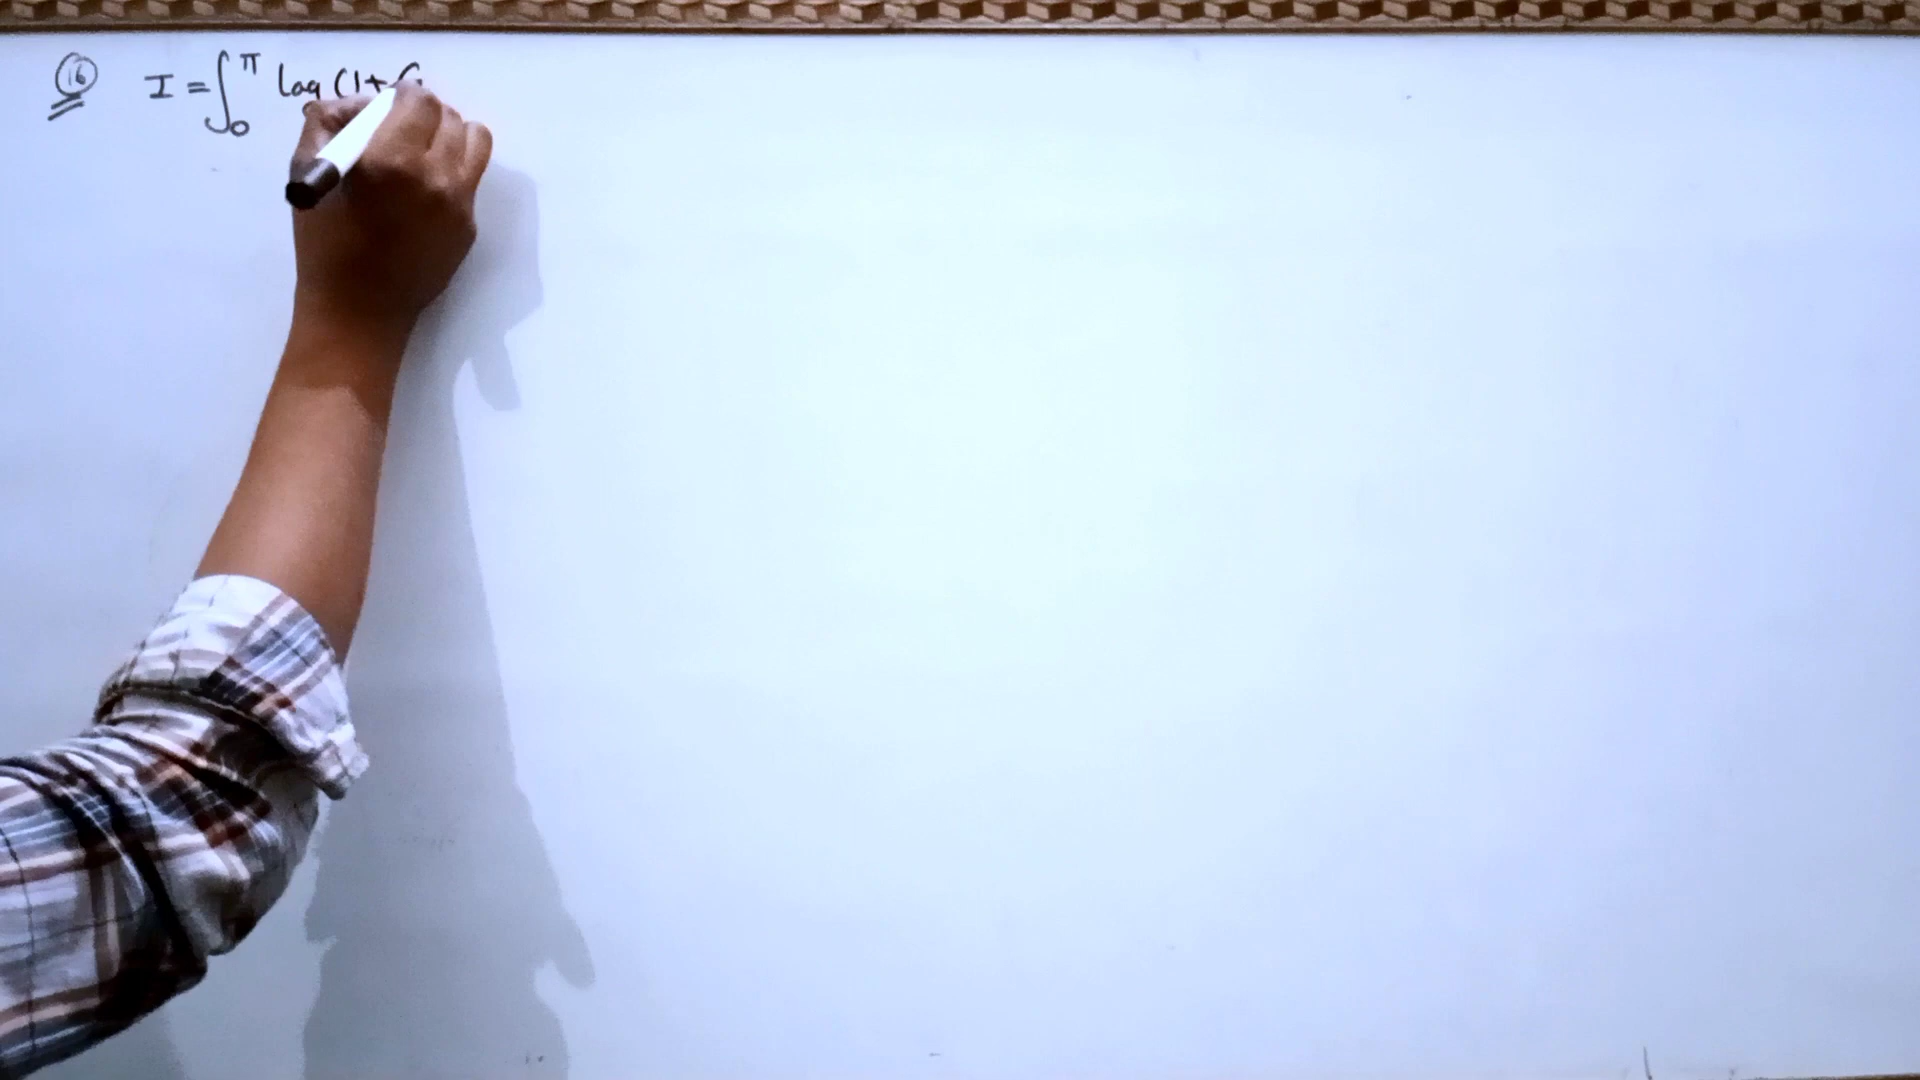 16 I = ∫₀^π log (1+ C